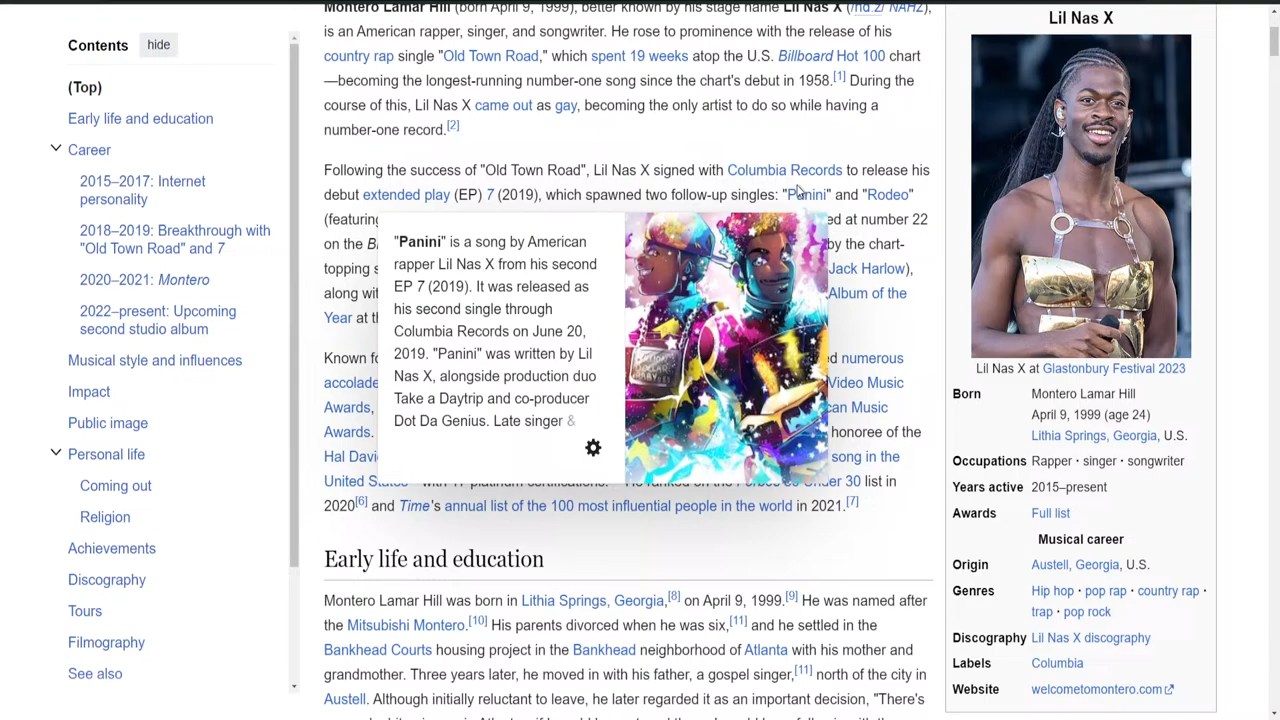 Contents hide
(Top)
Early life and education
Career
2015–2017: Internet
personality
2018–2019: Breakthrough with
"Old Town Road" and 7
2020–2021: Montero
2022–present: Upcoming
second studio album
Musical style and influences
Impact
Public image
Personal life
Coming out
Religion
Achievements
Discography
Tours
Filmography
See also
Montero Lamar Hill (born April 9, 1999), better known by his stage name Lil Nas X (/nɑːz/ NAHZ),
is an American rapper, singer, and songwriter. He rose to prominence with the release of his
country rap single "Old Town Road," which spent 19 weeks atop the U.S. Billboard Hot 100 chart
—becoming the longest-running number-one song since the chart's debut in 1958.[1] During the
course of this, Lil Nas X came out as gay, becoming the only artist to do so while having a
number-one record.[2]
Following the success of "Old Town Road", Lil Nas X signed with Columbia Records to release his
debut extended play (EP) 7 (2019), which spawned two follow-up singles: "Panini" and "Rodeo"
(featuring ed at number 22
on the B by the chart-
topping s Jack Harlow),
along wit Album of the
Year at th
"Panini" is a song by American
rapper Lil Nas X from his second
EP 7 (2019). It was released as
his second single through
Columbia Records on June 20,
2019. "Panini" was written by Lil
Nas X, alongside production duo
Take a Daytrip and co-producer
Dot Da Genius. Late singer &
Known fo ed numerous
accolade Video Music
Awards, can Music
Awards. honoree of the
Hal Davi song in the
United Sta Under 30 list in
2020[6] and Time's annual list of the 100 most influential people in the world in 2021.[7]
Early life and education
Montero Lamar Hill was born in Lithia Springs, Georgia,[8] on April 9, 1999.[9] He was named after
the Mitsubishi Montero.[10] His parents divorced when he was six,[11] and he settled in the
Bankhead Courts housing project in the Bankhead neighborhood of Atlanta with his mother and
grandmother. Three years later, he moved in with his father, a gospel singer,[11] north of the city in
Austell. Although initially reluctant to leave, he later regarded it as an important decision, "There's
Lil Nas X
Lil Nas X at Glastonbury Festival 2023
Born Montero Lamar Hill
April 9, 1999 (age 24)
Lithia Springs, Georgia, U.S.
Occupations Rapper · singer · songwriter
Years active 2015–present
Awards Full list
Musical career
Origin Austell, Georgia, U.S.
Genres Hip hop · pop rap · country rap ·
trap · pop rock
Discography Lil Nas X discography
Labels Columbia
Website welcometomontero.com